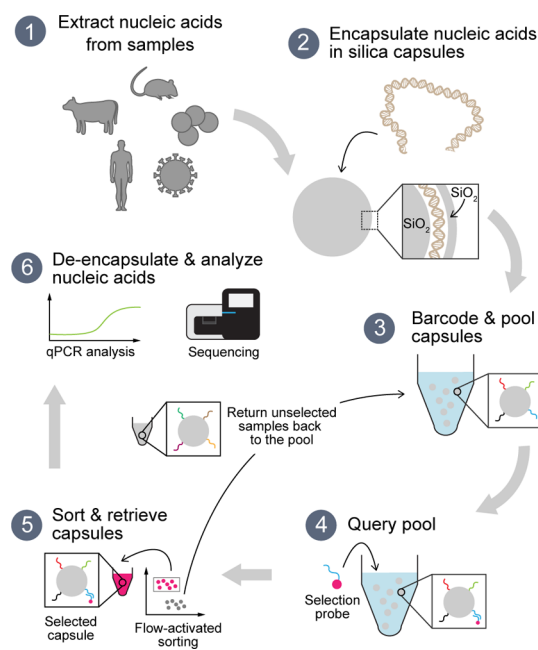 1
Extract nucleic acids
from samples
2
Encapsulate nucleic acids
in silica capsules
SiO₂
SiO₂
3
Barcode & pool
capsules
4
Query pool
Selection
probe
5
Sort & retrieve
capsules
Selected
capsule
Flow-activated
sorting
Return unselected
samples back
to the pool
6
De-encapsulate & analyze
nucleic acids
qPCR analysis
Sequencing